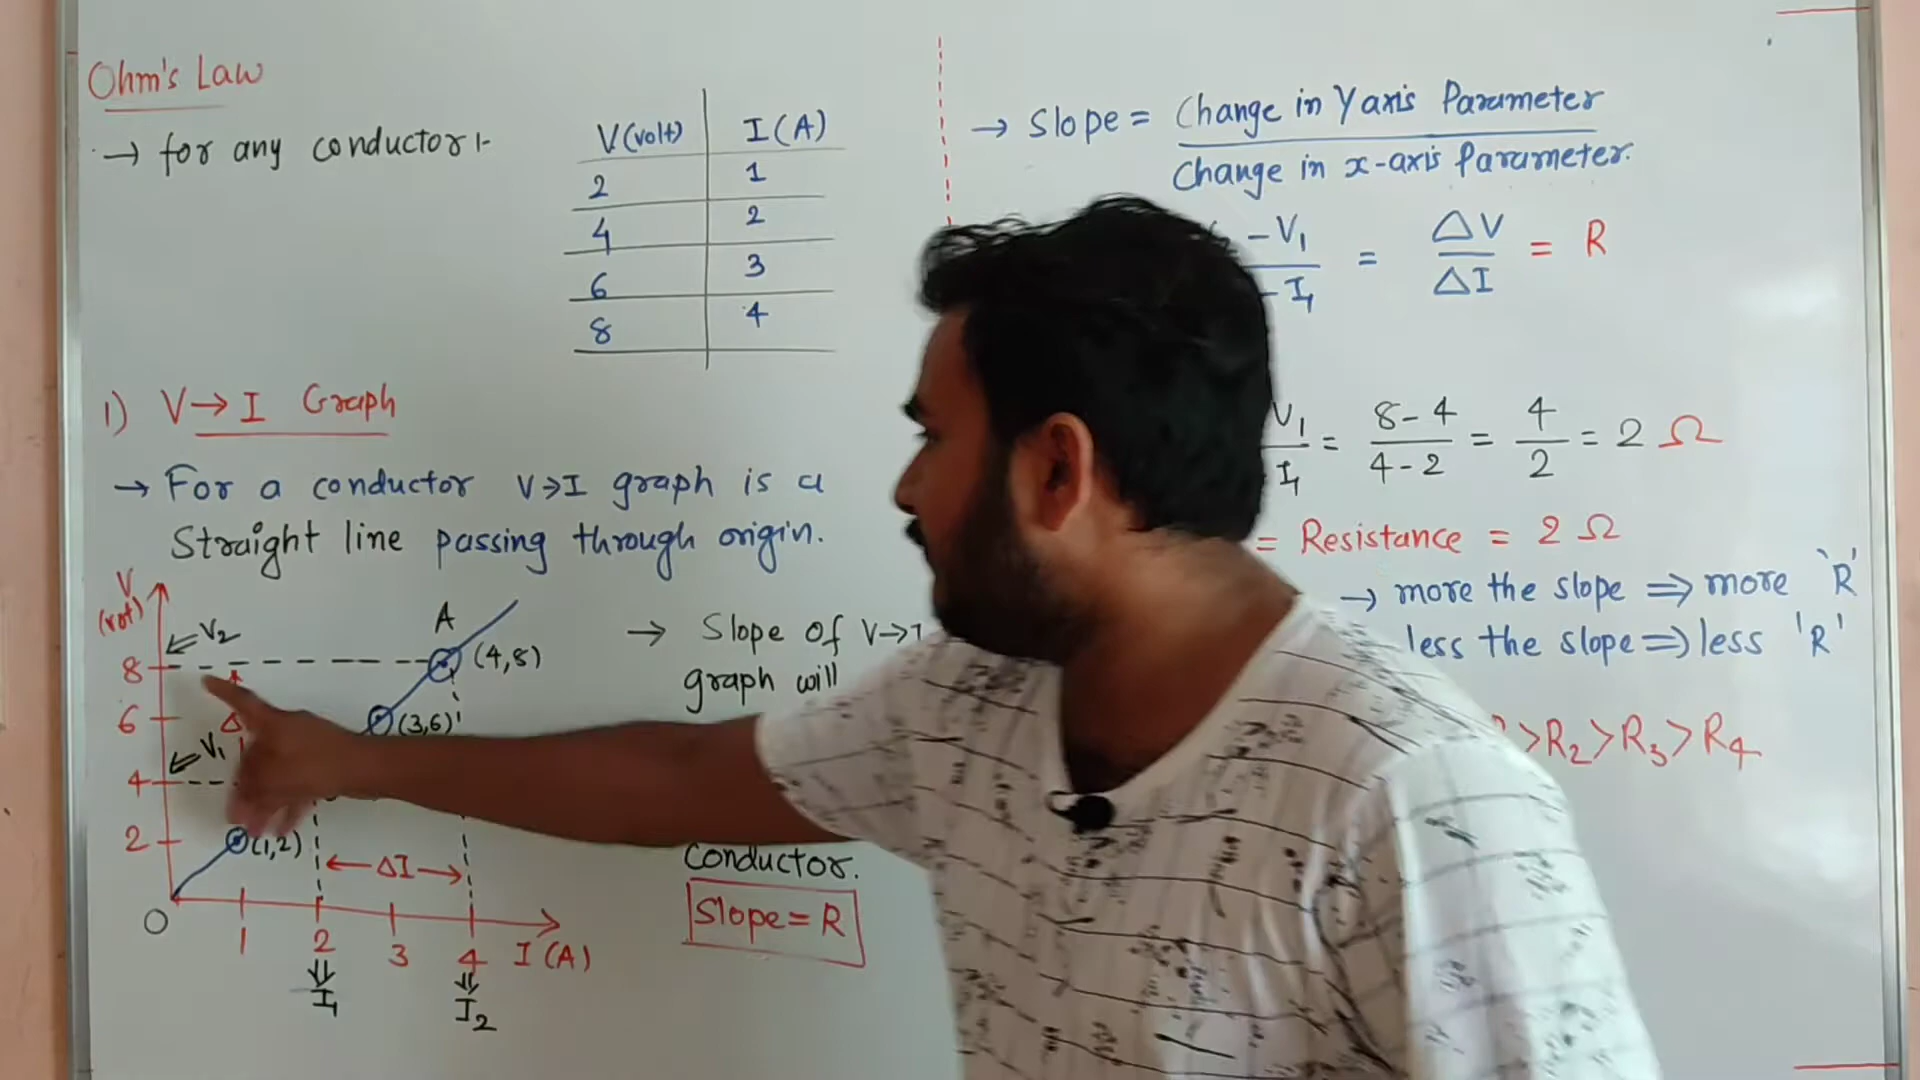 Ohm's Law
→ for any conductor :-
V(volt) I(A)
2 1
4 2
6 3
8 4
1) V→I Graph
→ For a conductor V→I graph is a
Straight line passing through origin.
V
(volt)
V2
8
6
V1
4
2
O
1 2 3 4 I(A)
I1 I2
A
(4,8)
(3,6)
(1,2)
ΔI
→ Slope of V→I
graph will
Conductor.
Slope = R
→ Slope = Change in Y axis Parameter
Change in x-axis Parameter.
- V1 = ΔV = R
- I1 ΔI
V1 = 8-4 = 4 = 2 Ω
I1 4-2 2
= Resistance = 2 Ω
→ more the slope ⇒ more 'R'
less the slope ⇒ less 'R'
>R2>R3>R4